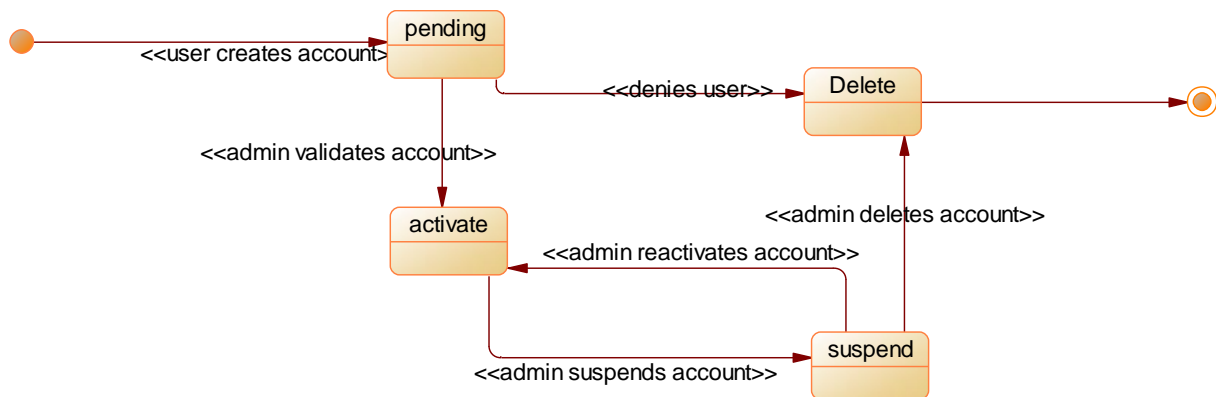 pending
<<user creates account>
Delete
<<denies user>>
<<admin validates account>>
activate
<<admin deletes account>>
<<admin reactivates account>>
suspend
<<admin suspends account>>